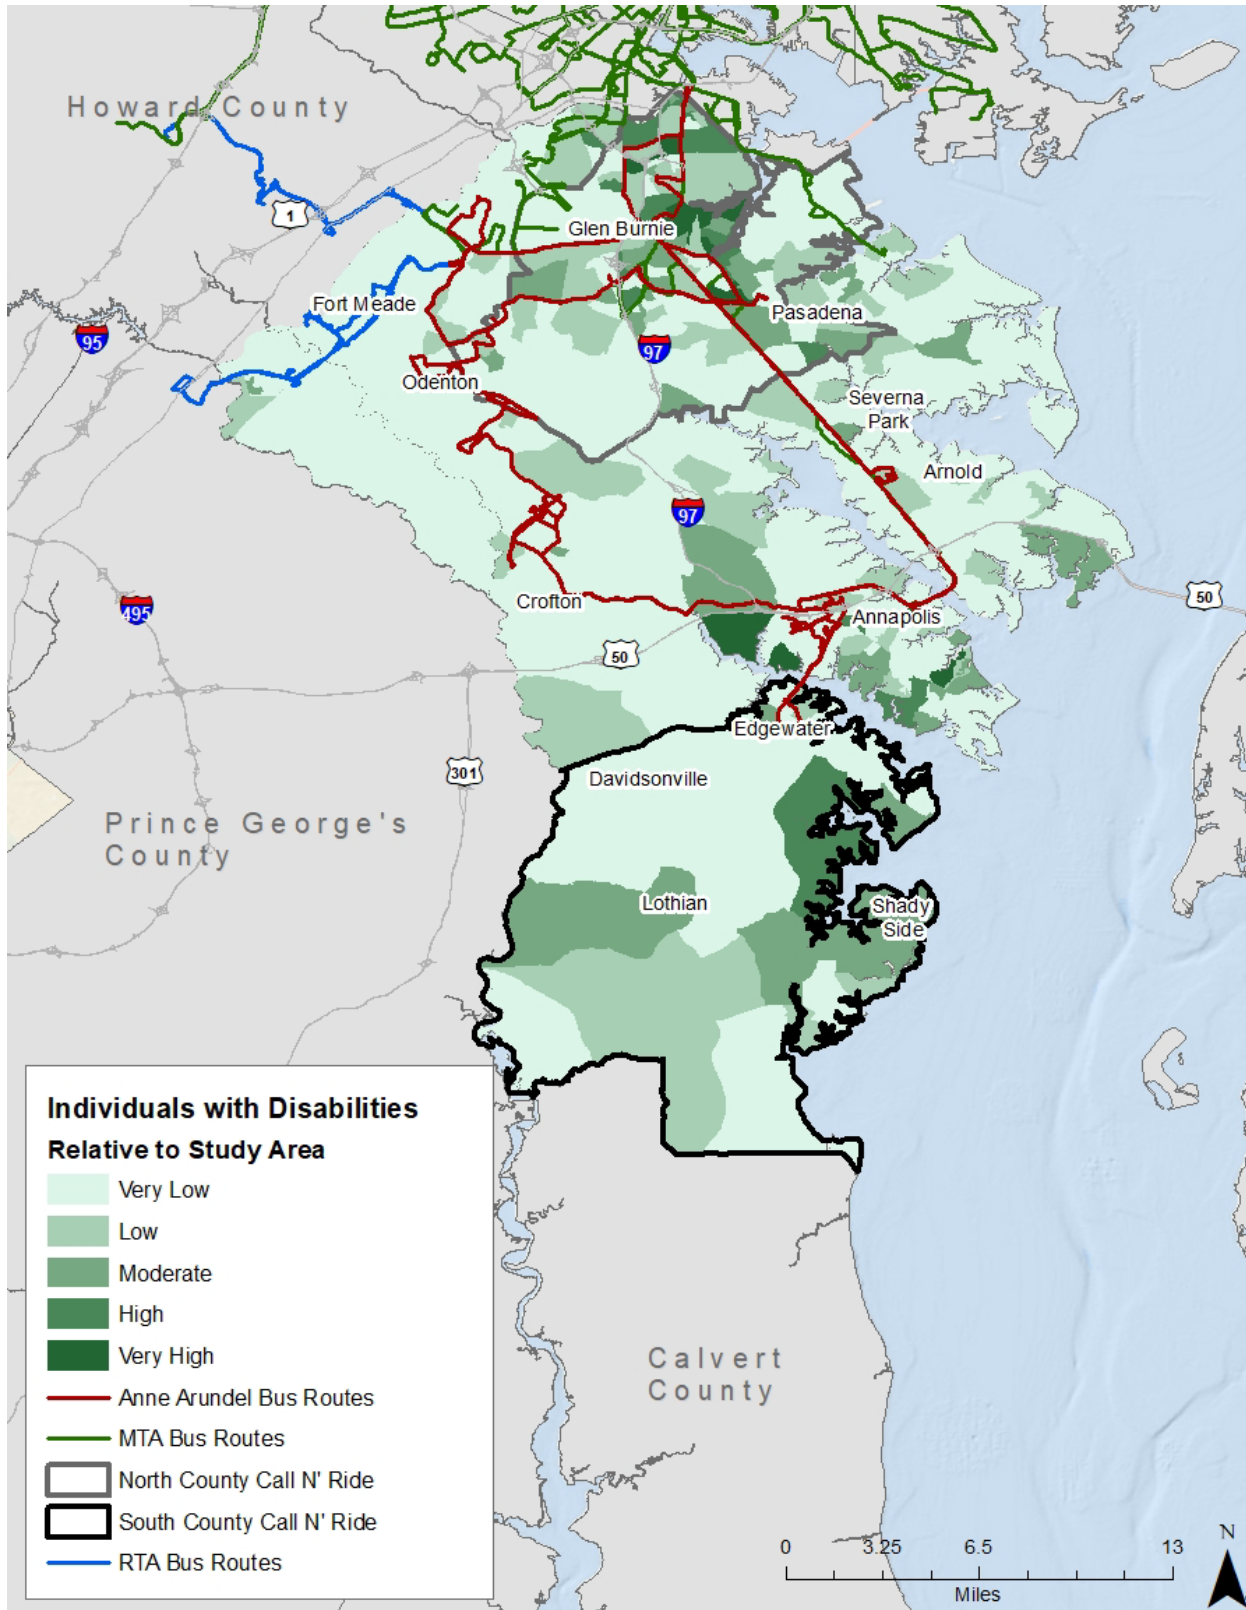 Howard County
1
Glen Burnie
Fort Meade
Pasadena
95
97
Odenton
Severna
Park
Arnold
97
495
Crofton
Annapolis
50
50
Edgewater
301
Davidsonville
Prince George's
County
Lothian
Shady
Side
Individuals with Disabilities
Relative to Study Area
Very Low
Low
Moderate
High
Very High
Anne Arundel Bus Routes
MTA Bus Routes
North County Call N' Ride
South County Call N' Ride
RTA Bus Routes
Calvert
County
0 3.25 6.5 13
Miles
N